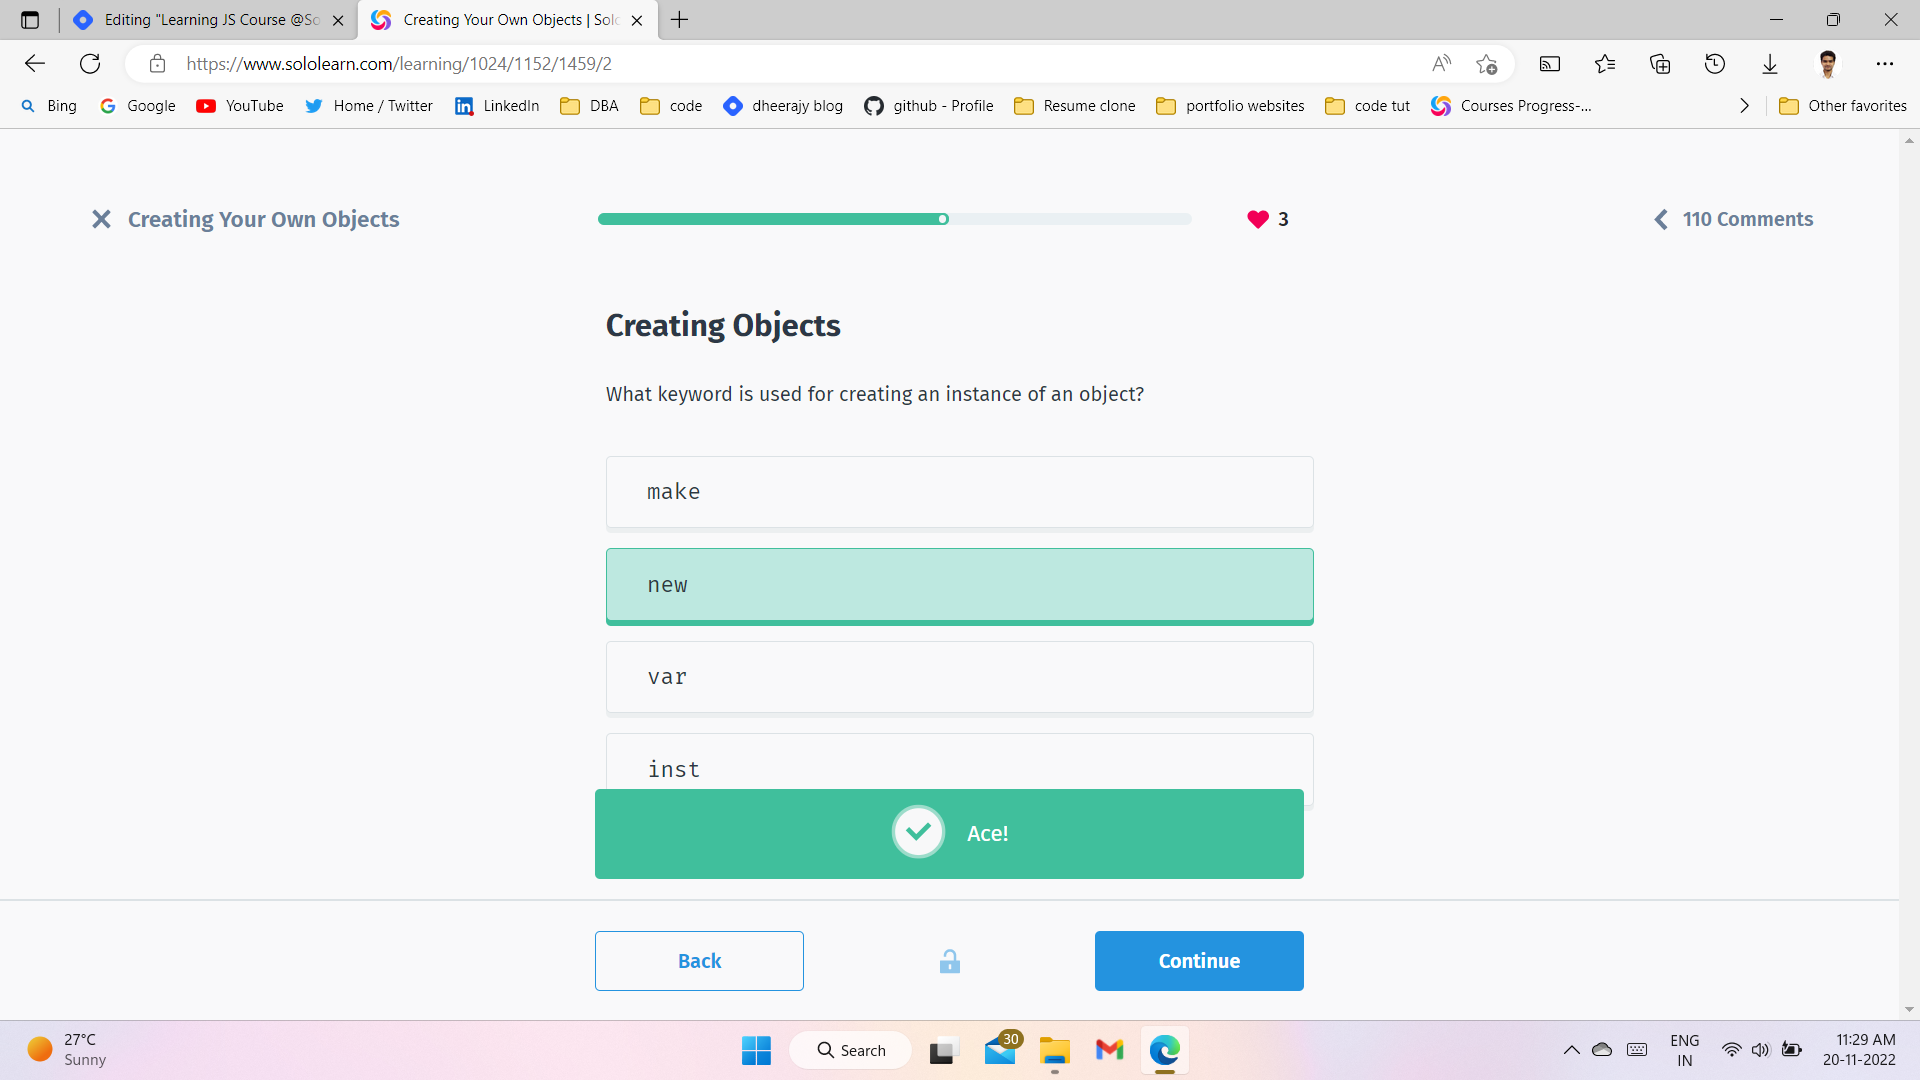 Editing "Learning JS Course @So
Creating Your Own Objects | Solo
https://www.sololearn.com/learning/1024/1152/1459/2
Bing Google YouTube Home / Twitter LinkedIn DBA code dheerajy blog github - Profile Resume clone portfolio websites code tut Courses Progress-... Other favorites
Creating Your Own Objects
3
110 Comments
Creating Objects
What keyword is used for creating an instance of an object?
make
new
var
inst
Ace!
Back
Continue
27°C
Sunny
Search
30
ENG
IN
11:29 AM
20-11-2022